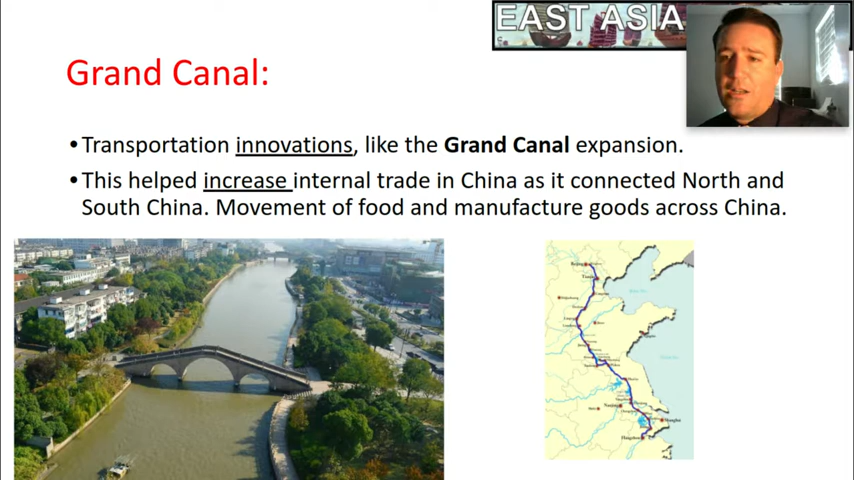 EAST ASIA
Grand Canal:
•Transportation innovations, like the Grand Canal expansion.
•This helped increase internal trade in China as it connected North and
South China. Movement of food and manufacture goods across China.